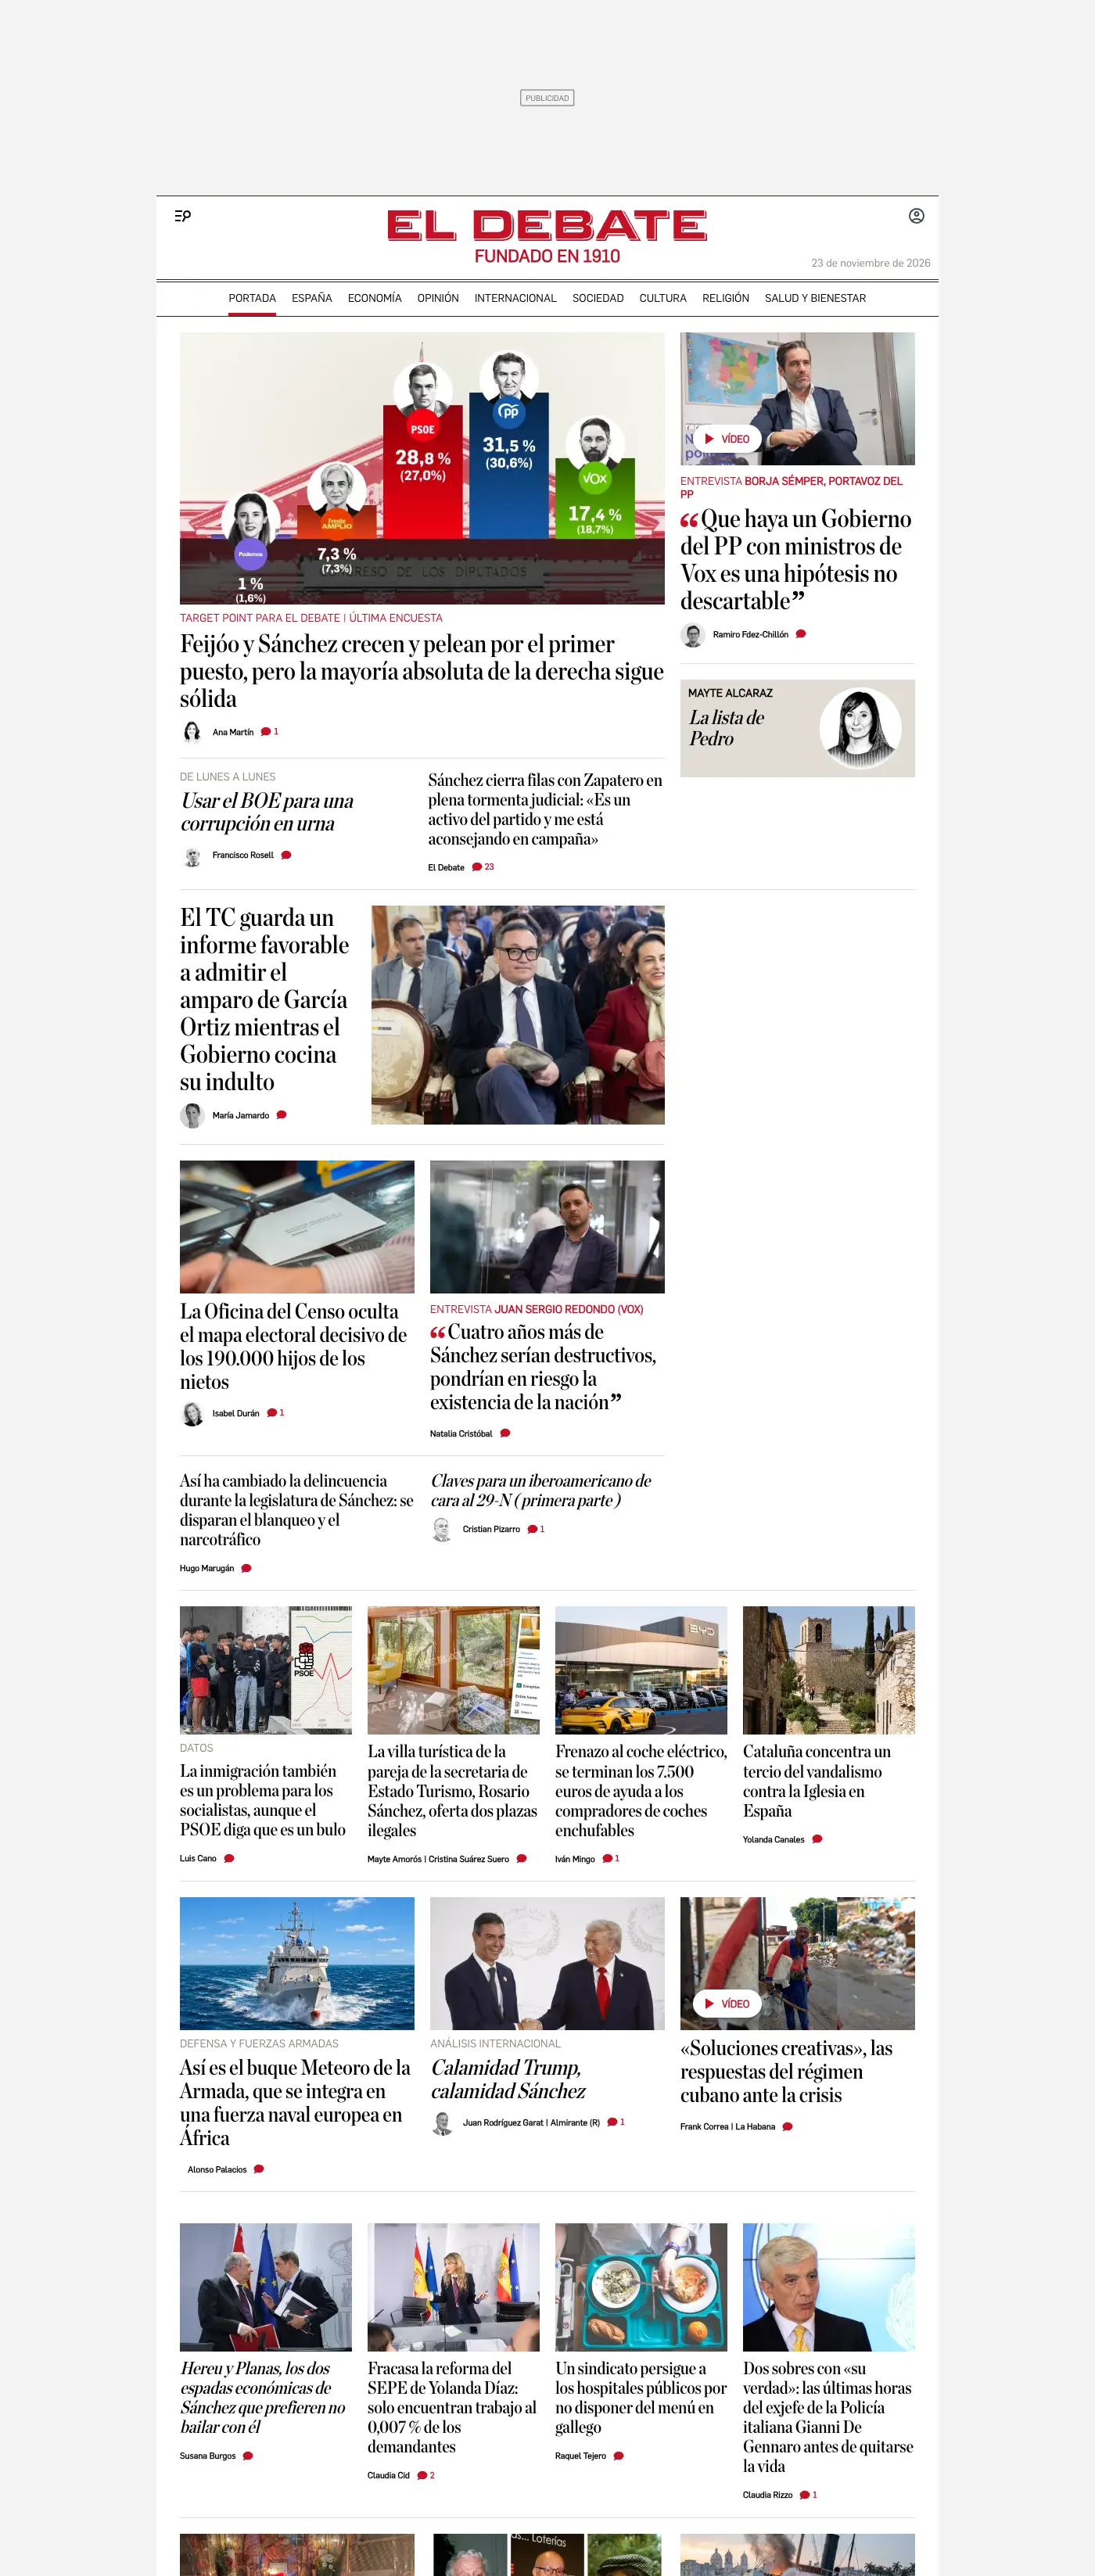 PUBLICIDAD
EL DEBATE
FUNDADO EN 1910
23 de noviembre de 2026
PORTADA ESPAÑA ECONOMÍA OPINIÓN INTERNACIONAL SOCIEDAD CULTURA RELIGIÓN SALUD Y BIENESTAR
PSOE
28,8 %
(27,0%)
PP
31,5 %
(30,6%)
VOX
17,4 %
(18,7%)
Frente
AMPLIO
7,3 %
(7,3%)
Podemos
1 %
(1,6%)
CONGRESO DE LOS DIPUTADOS
TARGET POINT PARA EL DEBATE | ÚLTIMA ENCUESTA
Feijóo y Sánchez crecen y pelean por el primer
puesto, pero la mayoría absoluta de la derecha sigue
sólida
Ana Martín 1
VÍDEO
ENTREVISTA BORJA SÉMPER, PORTAVOZ DEL
PP
“Que haya un Gobierno
del PP con ministros de
Vox es una hipótesis no
descartable”
Ramiro Fdez-Chillón
MAYTE ALCARAZ
La lista de
Pedro
DE LUNES A LUNES
Usar el BOE para una
corrupción en urna
Francisco Rosell
Sánchez cierra filas con Zapatero en
plena tormenta judicial: «Es un
activo del partido y me está
aconsejando en campaña»
El Debate 23
El TC guarda un
informe favorable
a admitir el
amparo de García
Ortiz mientras el
Gobierno cocina
su indulto
María Jamardo
La Oficina del Censo oculta
el mapa electoral decisivo de
los 190.000 hijos de los
nietos
Isabel Durán 1
ENTREVISTA JUAN SERGIO REDONDO (VOX)
“Cuatro años más de
Sánchez serían destructivos,
pondrían en riesgo la
existencia de la nación”
Natalia Cristóbal
Así ha cambiado la delincuencia
durante la legislatura de Sánchez: se
disparan el blanqueo y el
narcotráfico
Hugo Marugán
Claves para un iberoamericano de
cara al 29-N ( primera parte )
Cristian Pizarro 1
PSOE
DATOS
La inmigración también
es un problema para los
socialistas, aunque el
PSOE diga que es un bulo
Luis Cano
La villa turística de la
pareja de la secretaria de
Estado Turismo, Rosario
Sánchez, oferta dos plazas
ilegales
Mayte Amorós | Cristina Suárez Suero
BYD
Frenazo al coche eléctrico,
se terminan los 7.500
euros de ayuda a los
compradores de coches
enchufables
Iván Mingo 1
Cataluña concentra un
tercio del vandalismo
contra la Iglesia en
España
Yolanda Canales
DEFENSA Y FUERZAS ARMADAS
Así es el buque Meteoro de la
Armada, que se integra en
una fuerza naval europea en
África
Alonso Palacios
ANÁLISIS INTERNACIONAL
Calamidad Trump,
calamidad Sánchez
Juan Rodríguez Garat | Almirante (R) 1
VÍDEO
«Soluciones creativas», las
respuestas del régimen
cubano ante la crisis
Frank Correa | La Habana
Hereu y Planas, los dos
espadas económicas de
Sánchez que prefieren no
bailar con él
Susana Burgos
Fracasa la reforma del
SEPE de Yolanda Díaz:
solo encuentran trabajo al
0,007 % de los
demandantes
Claudia Cid 2
Un sindicato persigue a
los hospitales públicos por
no disponer del menú en
gallego
Raquel Tejero
Dos sobres con «su
verdad»: las últimas horas
del exjefe de la Policía
italiana Gianni De
Gennaro antes de quitarse
la vida
Claudia Rizzo 1
Loterías